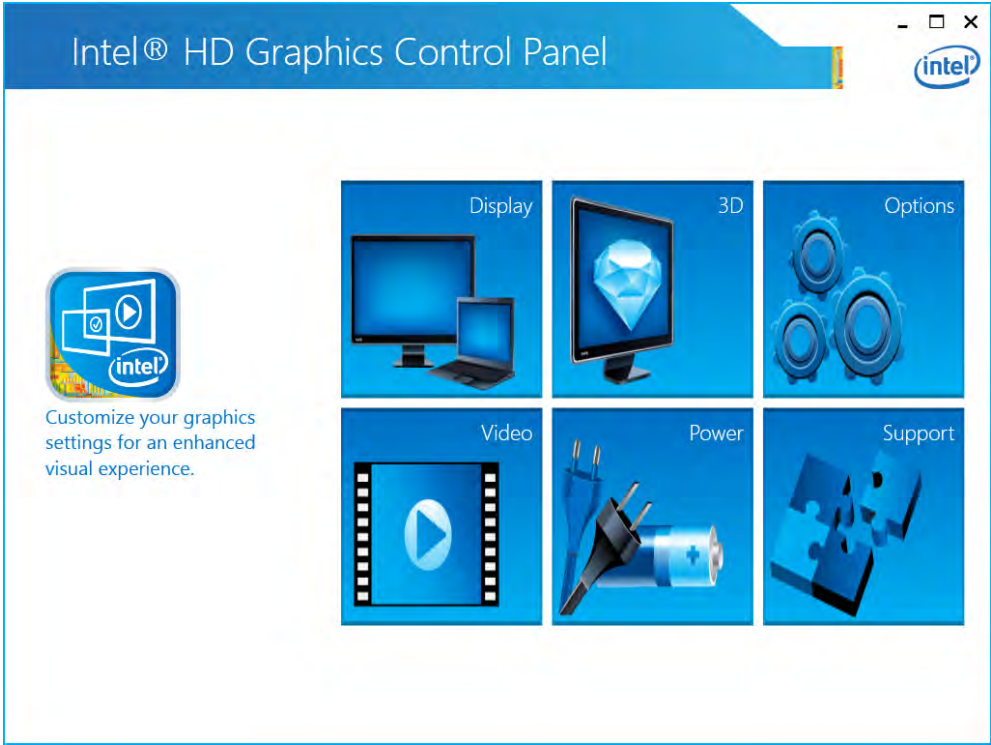 Intel® HD Graphics Control Panel
intel®
Display
3D
Options
intel®
Customize your graphics
settings for an enhanced
visual experience.
Video
Power
Support